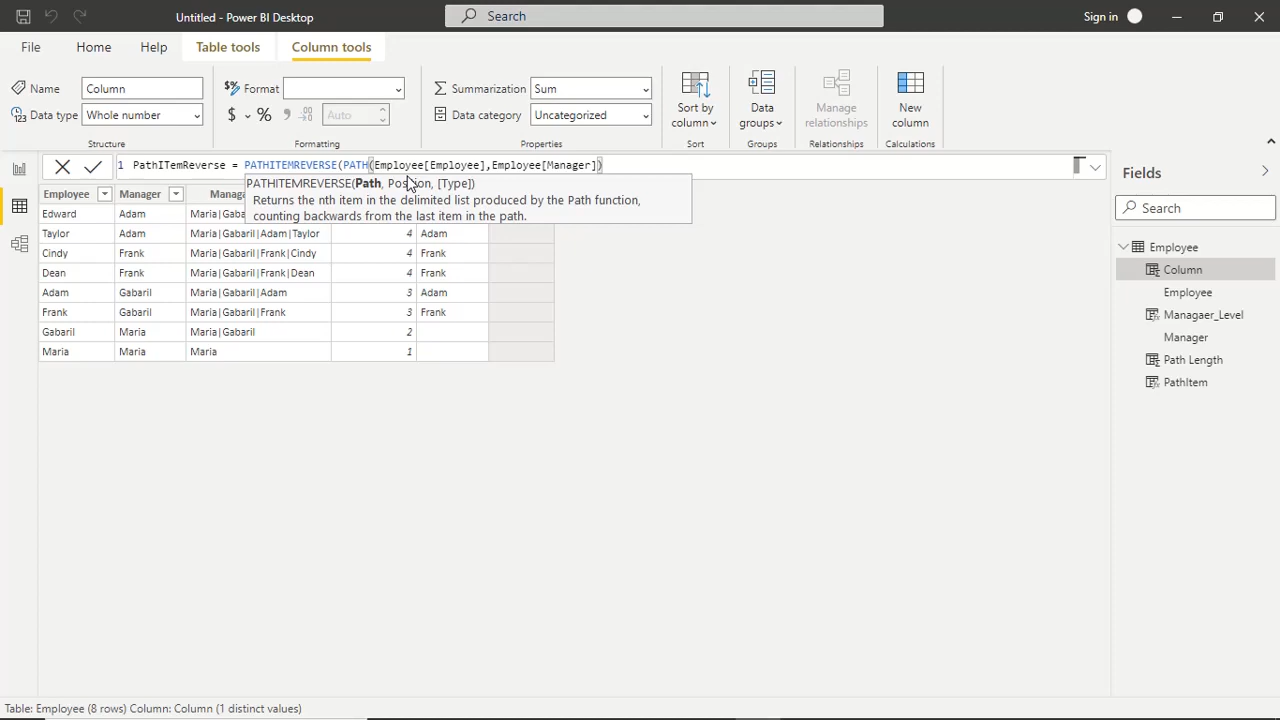 Untitled - Power BI Desktop
Search
Sign in
File
Home
Help
Table tools
Column tools
Name
Column
Format
Summarization
Sum
Data type
Whole number
$ % 9
Auto
Data category
Uncategorized
Sort by
column
Data
groups
Manage
relationships
New
column
Structure
Formatting
Properties
Sort
Groups
Relationships
Calculations
1 PathITemReverse = PATHITEMREVERSE(PATH(Employee[Employee],Employee[Manager])
PATHITEMREVERSE(Path, Position, [Type])
Returns the nth item in the delimited list produced by the Path function,
counting backwards from the last item in the path.
Employee Manager Manag
Edward Adam Maria|Gaba
Taylor Adam Maria|Gabaril|Adam|Taylor 4 Adam
Cindy Frank Maria|Gabaril|Frank|Cindy 4 Frank
Dean Frank Maria|Gabaril|Frank|Dean 4 Frank
Adam Gabaril Maria|Gabaril|Adam 3 Adam
Frank Gabaril Maria|Gabaril|Frank 3 Frank
Gabaril Maria Maria|Gabaril 2
Maria Maria Maria 1
Fields
Search
Employee
Column
Employee
Managaer_Level
Manager
Path Length
PathItem
Table: Employee (8 rows) Column: Column (1 distinct values)